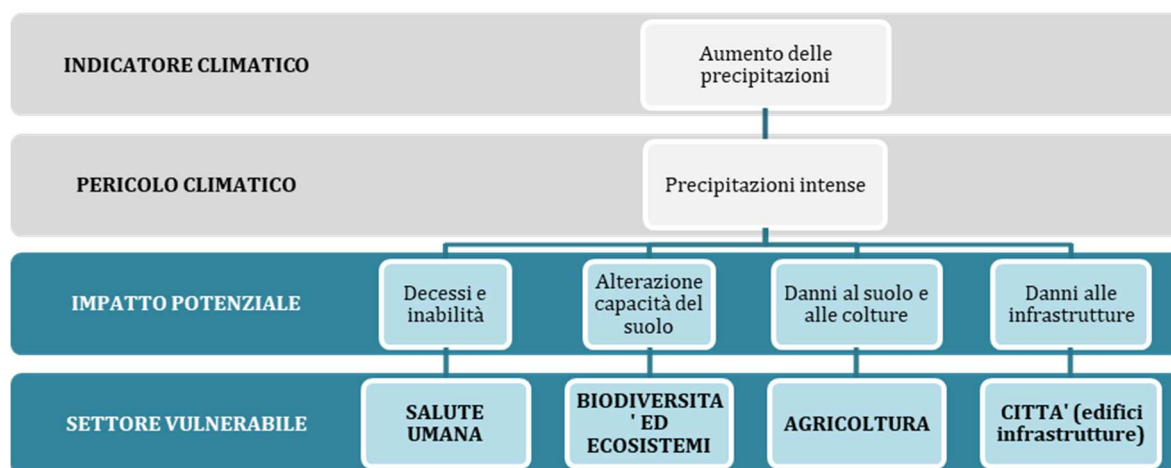 INDICATORE CLIMATICO
Aumento delle
precipitazioni
PERICOLO CLIMATICO
Precipitazioni intense
IMPATTO POTENZIALE
Decessi e
inabilità
Alterazione
capacità del
suolo
Danni al suolo e
alle colture
Danni alle
infrastrutture
SETTORE VULNERABILE
SALUTE
UMANA
BIODIVERSITA
' ED
ECOSISTEMI
AGRICOLTURA
CITTA' (edifici
infrastrutture)